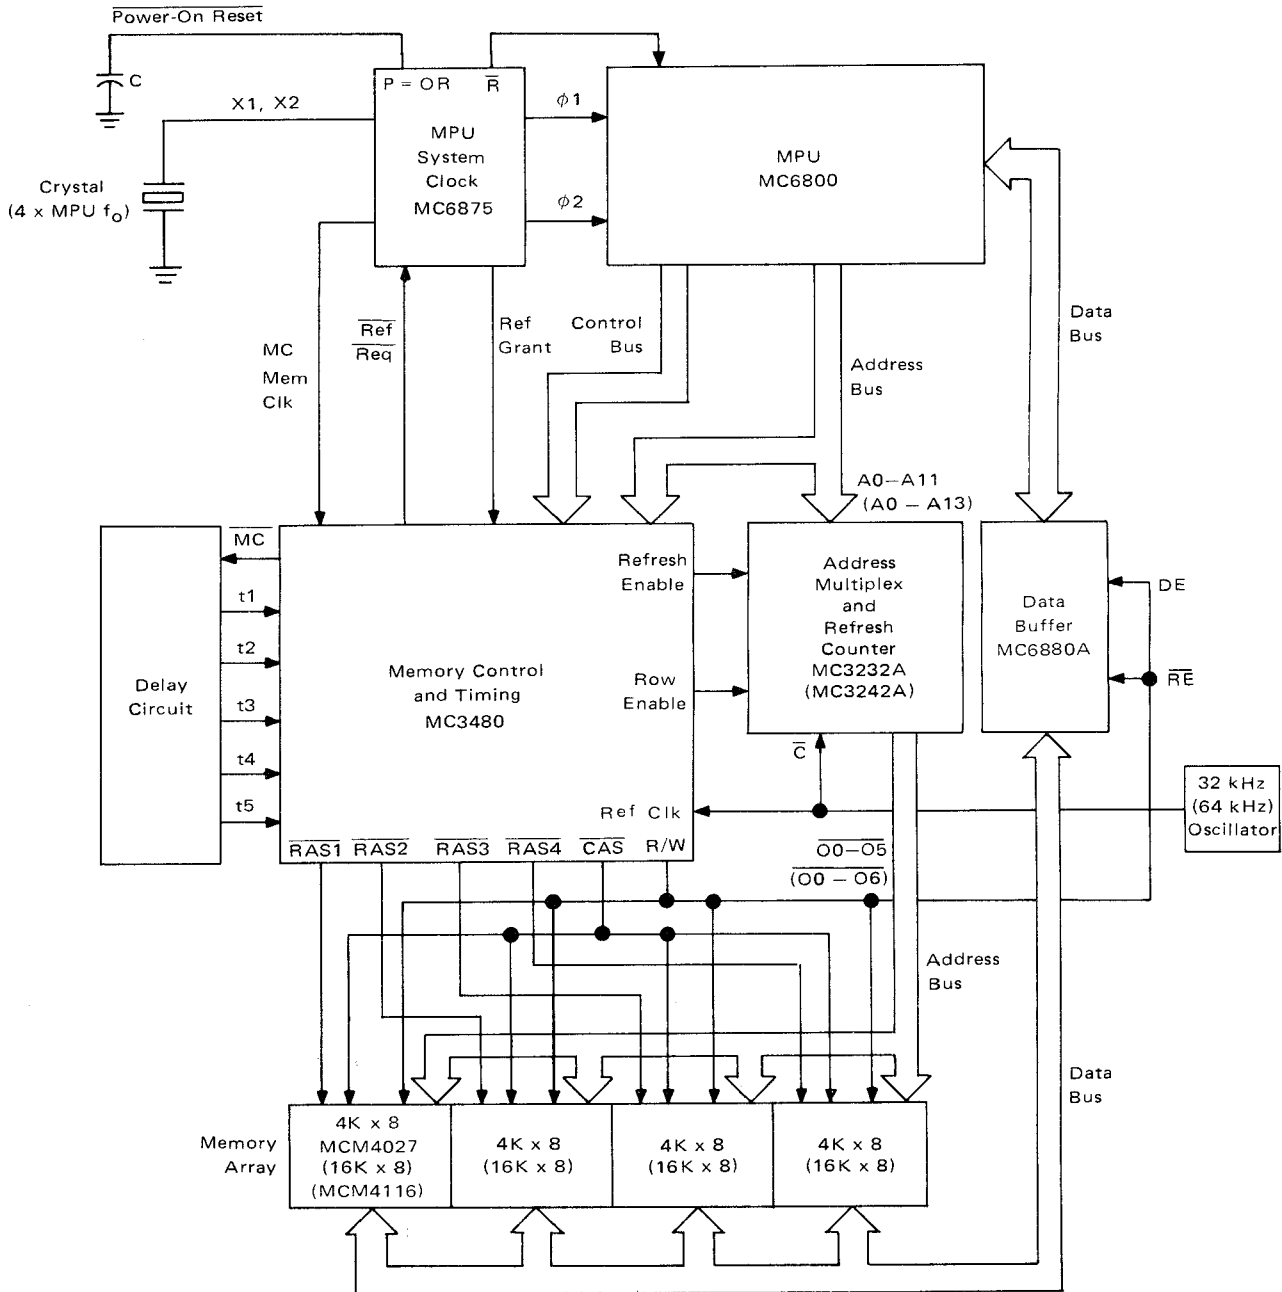 Power-On Reset
C
X1, X2
Crystal
(4 x MPU fO)
P = OR
R
MPU
System
Clock
MC6875
ϕ1
ϕ2
MPU
MC6800
MC
Mem
Clk
Ref
Req
Ref
Grant
Control
Bus
Address
Bus
Data
Bus
A0–A11
(A0 – A13)
Delay
Circuit
MC
t1
t2
t3
t4
t5
Memory Control
and Timing
MC3480
Refresh
Enable
Row
Enable
Ref Clk
RAS1
RAS2
RAS3
RAS4
CAS
R/W
Address
Multiplex
and
Refresh
Counter
MC3232A
(MC3242A)
C
Data
Buffer
MC6880A
DE
RE
32 kHz
(64 kHz)
Oscillator
O0–O5
(O0 – O6)
Address
Bus
Data
Bus
Memory
Array
4K x 8
MCM4027
(16K x 8)
(MCM4116)
4K x 8
(16K x 8)
4K x 8
(16K x 8)
4K x 8
(16K x 8)